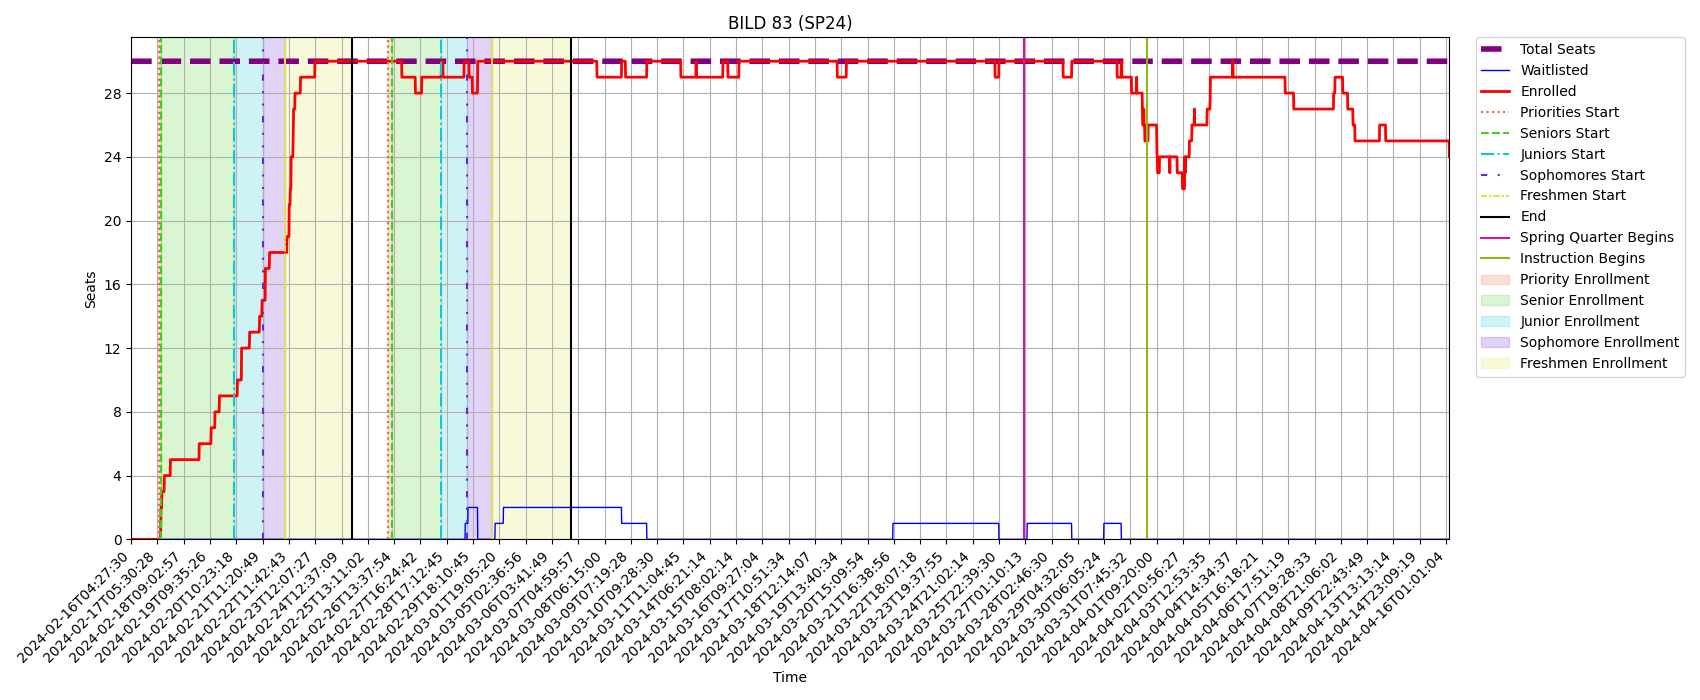 BILD 83 (SP24)
Total Seats
Waitlisted
Enrolled
Priorities Start
Seniors Start
Juniors Start
Sophomores Start
Freshmen Start
End
Spring Quarter Begins
Instruction Begins
Priority Enrollment
Senior Enrollment
Junior Enrollment
Sophomore Enrollment
Freshmen Enrollment
Seats
28
24
20
16
12
8
4
0
2024-02-16T04:27:30
2024-02-17T05:30:28
2024-02-18T09:02:57
2024-02-19T09:35:26
2024-02-20T10:23:18
2024-02-21T11:20:49
2024-02-22T11:42:43
2024-02-23T12:07:27
2024-02-24T12:37:09
2024-02-25T13:11:02
2024-02-26T13:37:54
2024-02-27T16:24:42
2024-02-28T17:12:45
2024-02-29T18:10:45
2024-03-01T19:05:20
2024-03-05T02:36:56
2024-03-06T03:41:49
2024-03-07T04:59:57
2024-03-08T06:15:00
2024-03-09T07:19:28
2024-03-10T09:28:30
2024-03-11T11:04:45
2024-03-14T06:21:14
2024-03-15T08:02:14
2024-03-16T09:27:04
2024-03-17T10:51:34
2024-03-18T12:14:07
2024-03-19T13:40:34
2024-03-20T15:09:54
2024-03-21T16:38:56
2024-03-22T18:07:18
2024-03-23T19:37:55
2024-03-24T21:02:14
2024-03-25T22:39:30
2024-03-27T01:10:13
2024-03-28T02:46:30
2024-03-29T04:32:05
2024-03-30T06:05:24
2024-03-31T07:45:32
2024-04-01T09:20:00
2024-04-02T10:56:27
2024-04-03T12:53:35
2024-04-04T14:34:37
2024-04-05T16:18:21
2024-04-06T17:51:19
2024-04-07T19:28:33
2024-04-08T21:06:02
2024-04-09T22:43:49
2024-04-13T13:13:14
2024-04-14T23:09:19
2024-04-16T01:01:04
Time